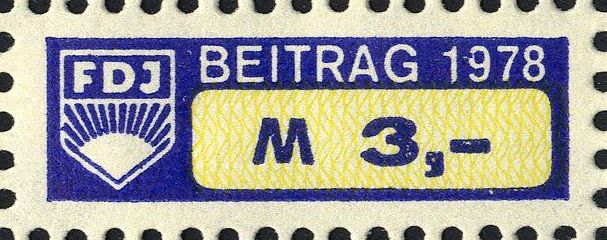 FDJ
BEITRAG 1978
M 3,-